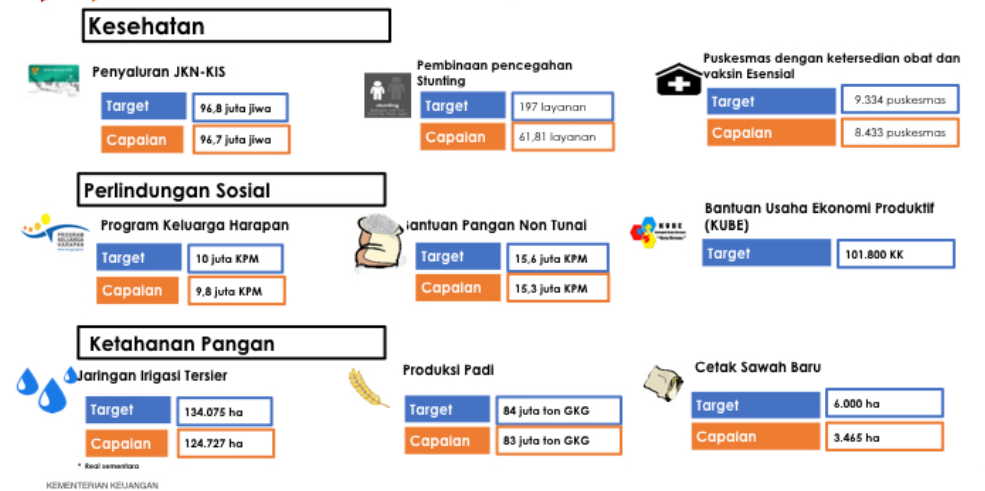 Kesehatan
Penyaluran JKN-KIS
Target
96,8 juta jiwa
Capaian
96,7 juta jiwa
Pembinaan pencegahan
Stunting
stunting
Target
197 layanan
Capaian
61,81 layanan
Puskesmas dengan ketersedian obat dan
vaksin Esensial
Target
9.334 puskesmas
Capaian
8.433 puskesmas
Perlindungan Sosial
PROGRAM
KELUARGA
HARAPAN
Program Keluarga Harapan
Target
10 juta KPM
Capaian
9,8 juta KPM
antuan Pangan Non Tunai
Target
15,6 juta KPM
Capaian
15,3 juta KPM
KUBE
Bantuan Usaha Ekonomi Produktif
(KUBE)
Target
101.800 KK
Ketahanan Pangan
Jaringan Irigasi Tersier
Target
134.075 ha
Capaian
124.727 ha
* Real sementara
Produksi Padi
Target
84 juta ton GKG
Capaian
83 juta ton GKG
Cetak Sawah Baru
Target
6.000 ha
Capaian
3.465 ha
KEMENTERIAN KEUANGAN